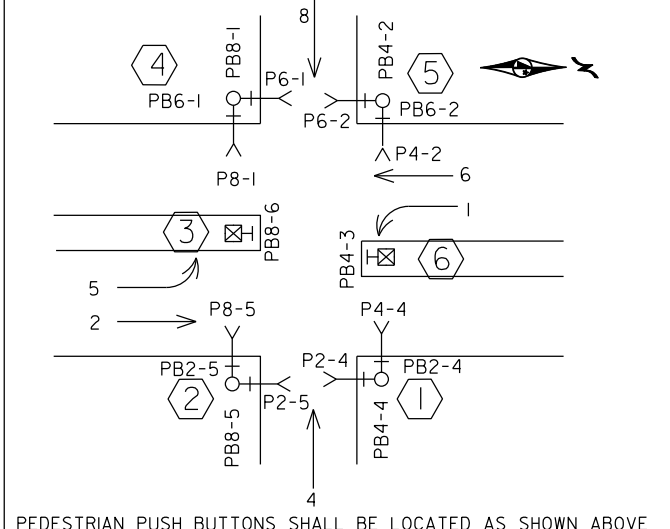 8
PB8-1
PB4-2
4
P6-1
5
N
PB6-1
P6-2
PB6-2
P4-2
P8-1
6
1
3
PB8-6
PB4-3
6
5
2
P8-5
P4-4
PB2-5
P2-4
PB2-4
2
P2-5
1
PB8-5
PB4-4
4
PEDESTRIAN PUSH BUTTONS SHALL BE LOCATED AS SHOWN ABOVE